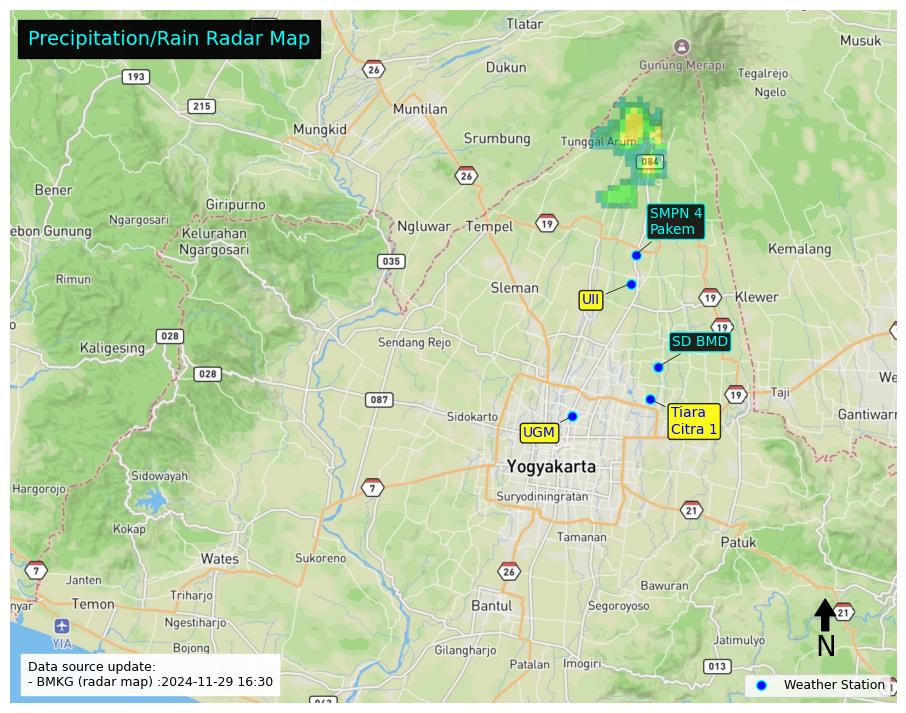 Precipitation/Rain Radar Map
Tlatar
Musuk
26
Gunung Merapi
Dukun
Tegalrejo
193
Ngelo
215
Muntilan
Mungkid
Srumbung
Tunggal Arum
084
26
Bener
Giripurno
SMPN 4
Pakem
Ngargosari
Ngluwar
Tempel
19
ebon Gunung
Kelurahan
Ngargosari
Kemalang
035
Rimun
Sleman
UII
19
Klewer
19
028
Sendang Rejo
SD BMD
Kaligesing
028
We
Taji
19
087
Gantiwarn
Sidokarto
Tiara
Citra 1
UGM
Yogyakarta
Sidowayah
Hargorojo
7
Suryodiningratan
21
Kokap
Tamanan
Patuk
Wates
Sukoreno
7
26
Janten
Bawuran
Triharjo
nyar
Temon
Bantul
Segoroyoso
21
Ngestiharjo
YIA
Jatimulyo
N
Bojong
Gilangharjo
Patalan
Imogiri
013
Data source update:
- BMKG (radar map) :2024-11-29 16:30
Weather Station